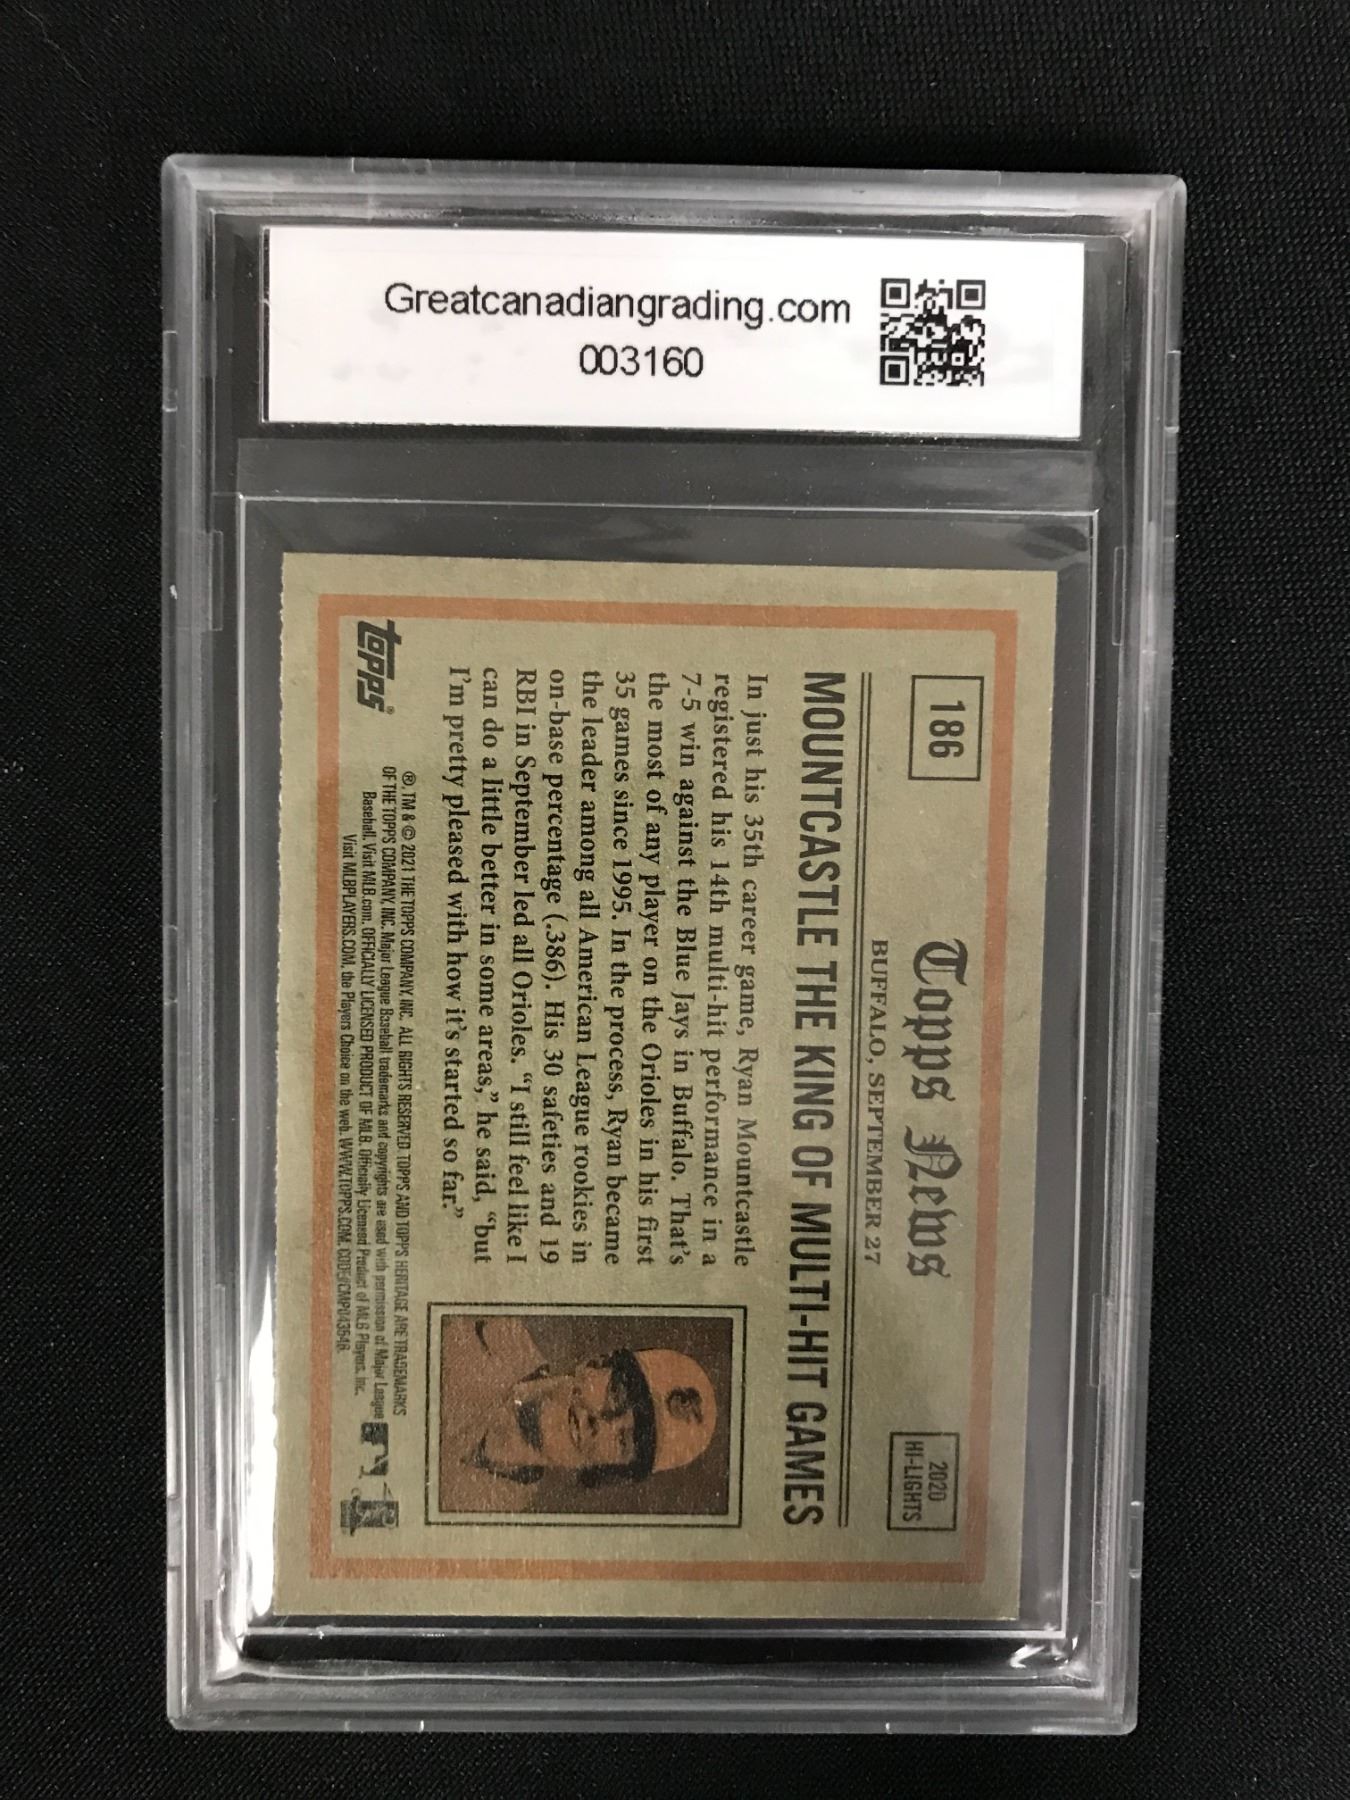 Greatcanadiangrading.com
003160
186
Topps News
BUFFALO, SEPTEMBER 27
2020
HI-LIGHTS
MOUNTCASTLE THE KING OF MULTI-HIT GAMES
In just his 35th career game, Ryan Mountcastle
registered his 14th multi-hit performance in a
7-5 win against the Blue Jays in Buffalo. That's
the most of any player on the Orioles in his first
35 games since 1995. In the process, Ryan became
the leader among all American League rookies in
on-base percentage (.386). His 30 safeties and 19
RBI in September led all Orioles. “I still feel like I
can do a little better in some areas,” he said, “but
I'm pretty pleased with how it's started so far.”
topps®
® TM & © 2021 THE TOPPS COMPANY, INC. ALL RIGHTS RESERVED. TOPPS AND TOPPS HERITAGE ARE TRADEMARKS
OF THE TOPPS COMPANY, INC. Major League Baseball trademarks and copyrights are used with permission of Major League
Baseball. Visit MLB.com. OFFICIALLY LICENSED PRODUCT OF MLB. Officially Licensed Product of MLB Players, Inc.
Visit MLBPLAYERS.COM, the Players Choice on the web. WWW.TOPPS.COM. CODE#CMP043546